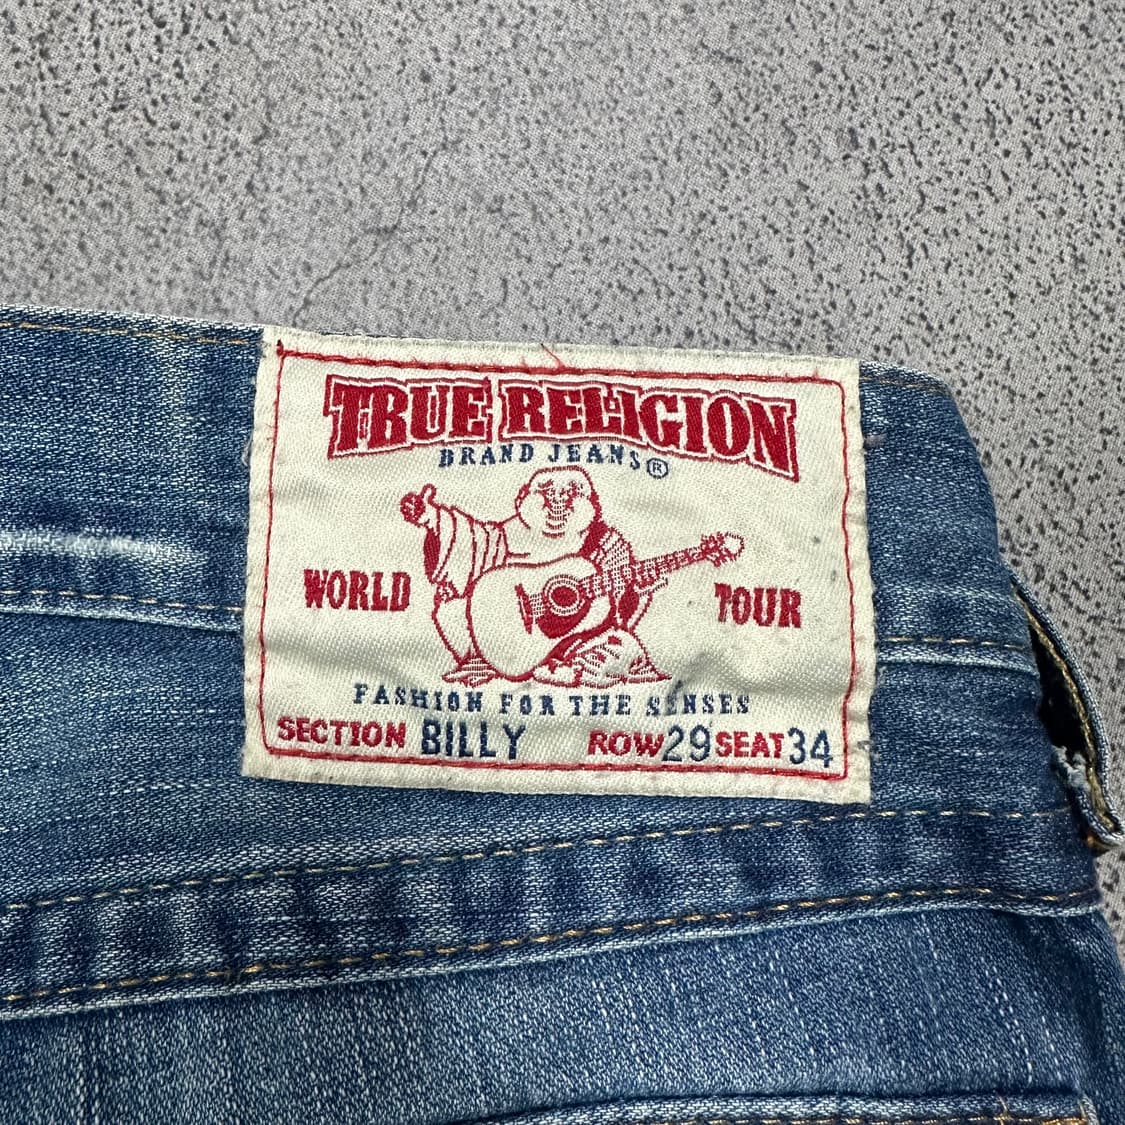 TRUE RELIGION
BRAND JEANS®
WORLD TOUR
FASHION FOR THE SENSES
SECTION BILLY ROW 29 SEAT 34